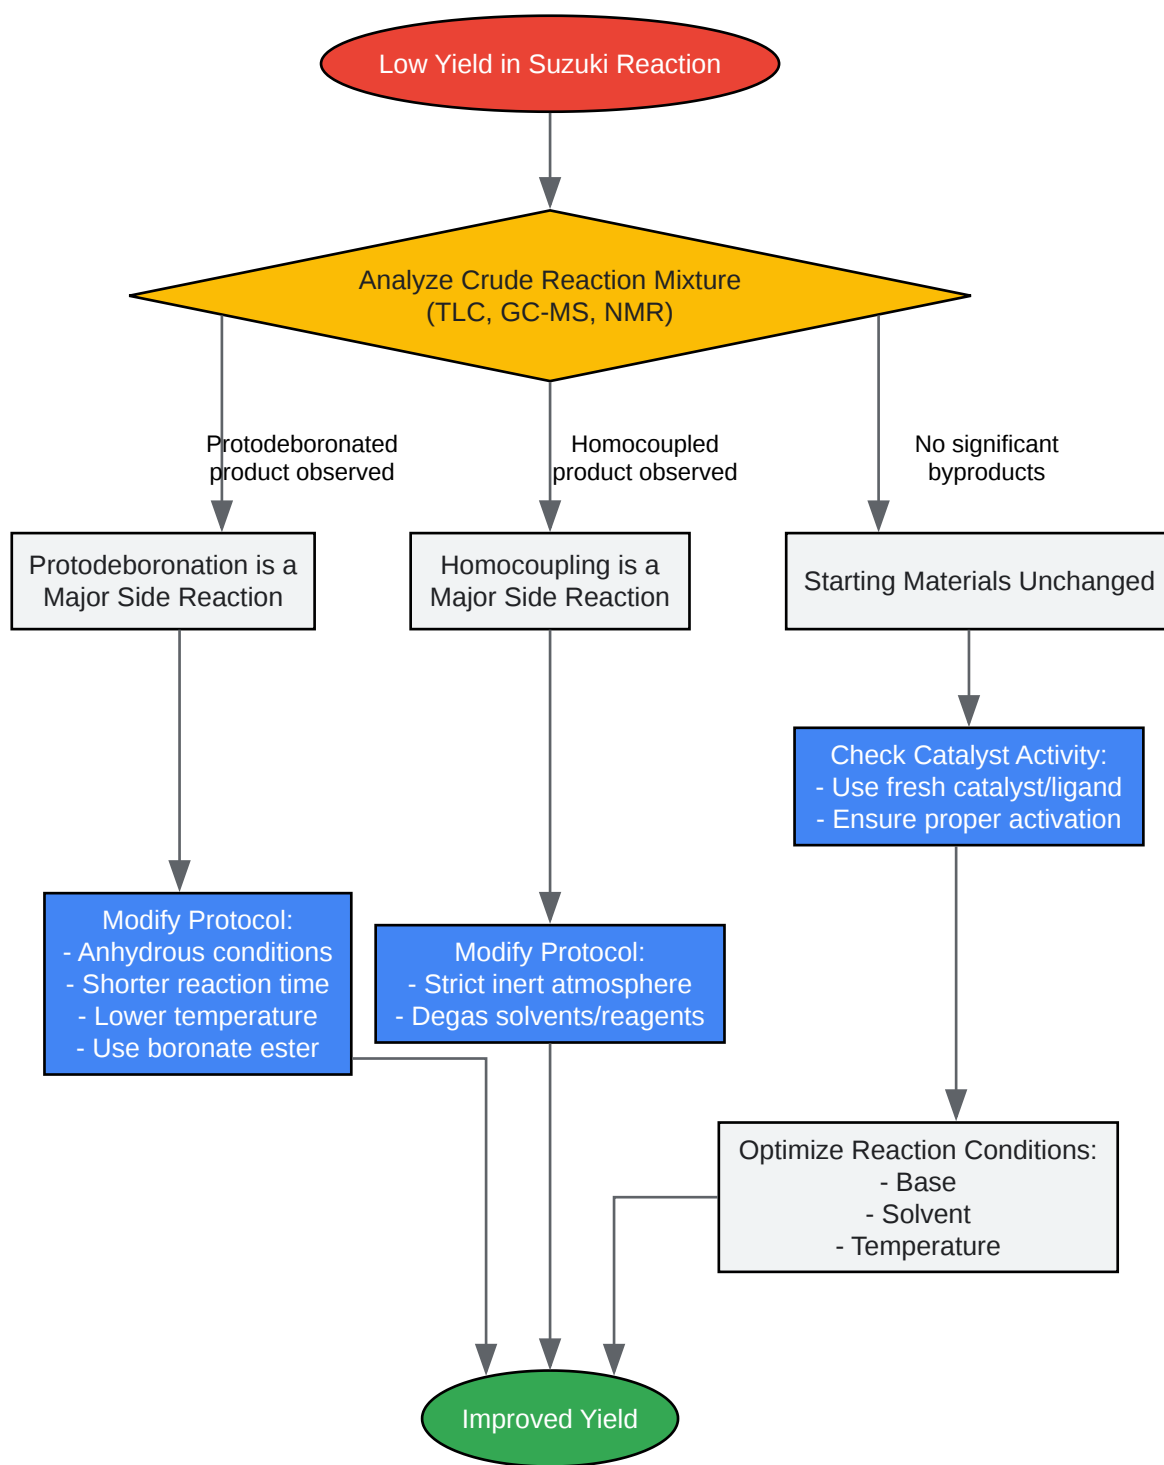 Low Yield in Suzuki Reaction
Analyze Crude Reaction Mixture
(TLC, GC-MS, NMR)
Protodeboronated
product observed
Homocoupled
product observed
No significant
byproducts
Protodeboronation is a
Major Side Reaction
Homocoupling is a
Major Side Reaction
Starting Materials Unchanged
Check Catalyst Activity:
- Use fresh catalyst/ligand
- Ensure proper activation
Modify Protocol:
- Anhydrous conditions
- Shorter reaction time
- Lower temperature
- Use boronate ester
Modify Protocol:
- Strict inert atmosphere
- Degas solvents/reagents
Optimize Reaction Conditions:
- Base
- Solvent
- Temperature
Improved Yield